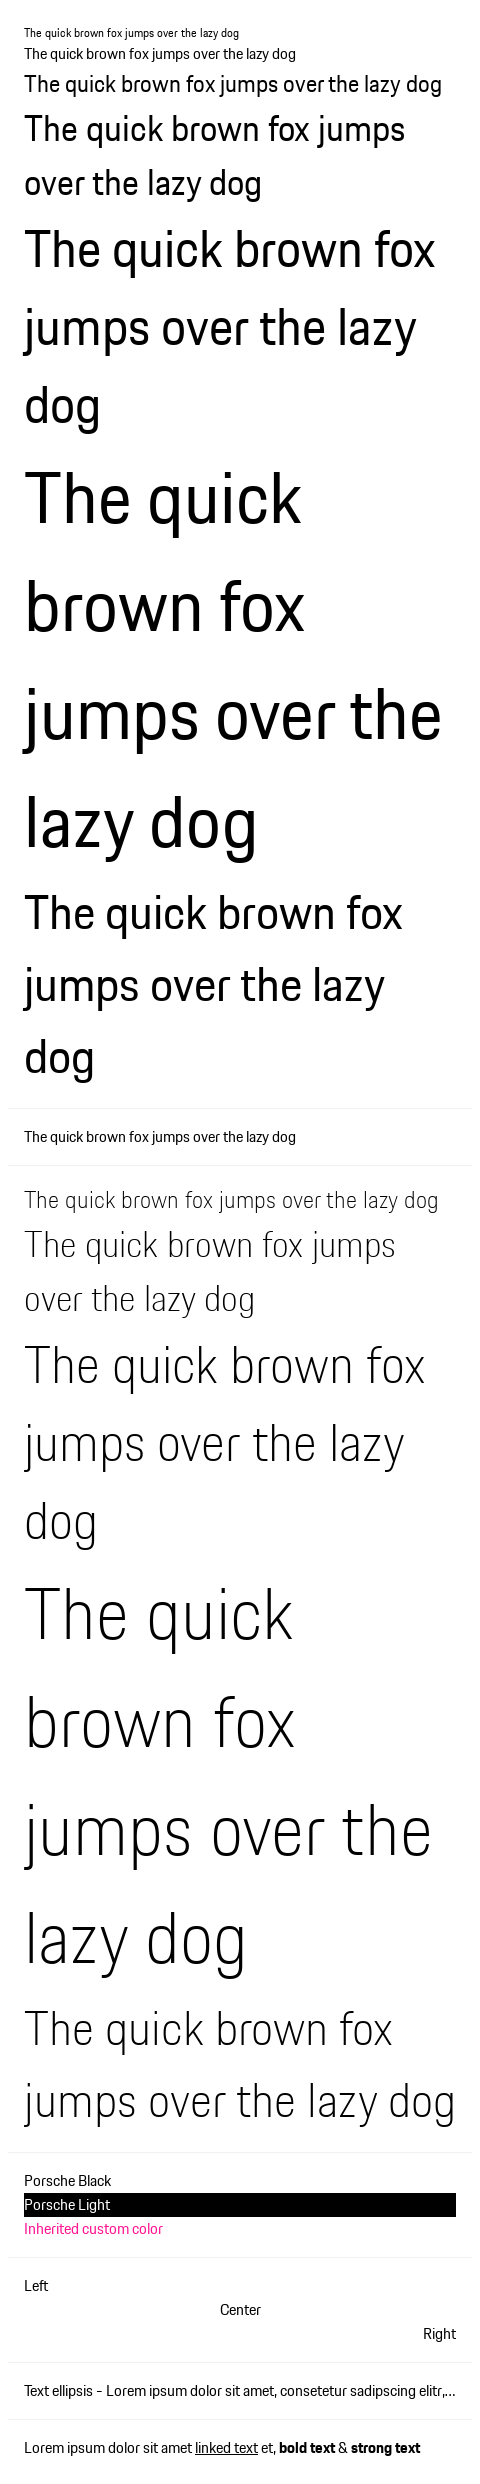 The quick brown fox jumps over the lazy dog
The quick brown fox jumps over the lazy dog
The quick brown fox jumps over the lazy dog
The quick brown fox jumps
over the lazy dog
The quick brown fox
jumps over the lazy
dog
The quick
brown fox
jumps over the
lazy dog
The quick brown fox
jumps over the lazy
dog
The quick brown fox jumps over the lazy dog
The quick brown fox jumps over the lazy dog
The quick brown fox jumps
over the lazy dog
The quick brown fox
jumps over the lazy
dog
The quick
brown fox
jumps over the
lazy dog
The quick brown fox
jumps over the lazy dog
Porsche Black
Porsche Light
Inherited custom color
Left
Center
Right
Text ellipsis - Lorem ipsum dolor sit amet, consetetur sadipscing elitr,…
Lorem ipsum dolor sit amet linked text et, bold text & strong text